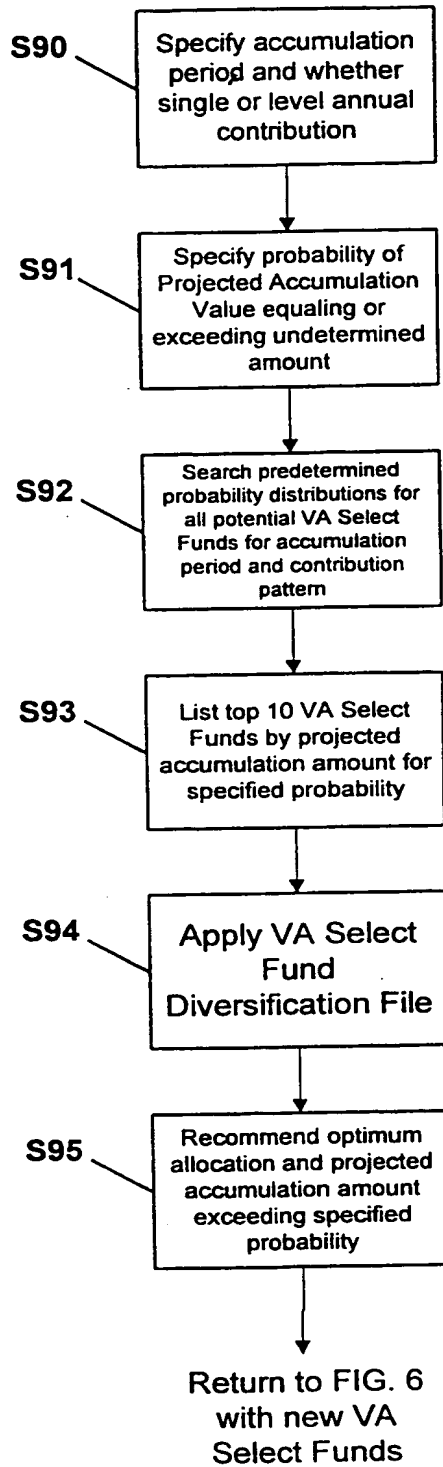 S90
Specify accumulation
period and whether
single or level annual
contribution
S91
Specify probability of
Projected Accumulation
Value equaling or
exceeding undetermined
amount
S92
Search predetermined
probability distributions for
all potential VA Select
Funds for accumulation
period and contribution
pattern
S93
List top 10 VA Select
Funds by projected
accumulation amount for
specified probability
S94
Apply VA Select
Fund
Diversification File
S95
Recommend optimum
allocation and projected
accumulation amount
exceeding specified
probability
Return to FIG. 6
with new VA
Select Funds